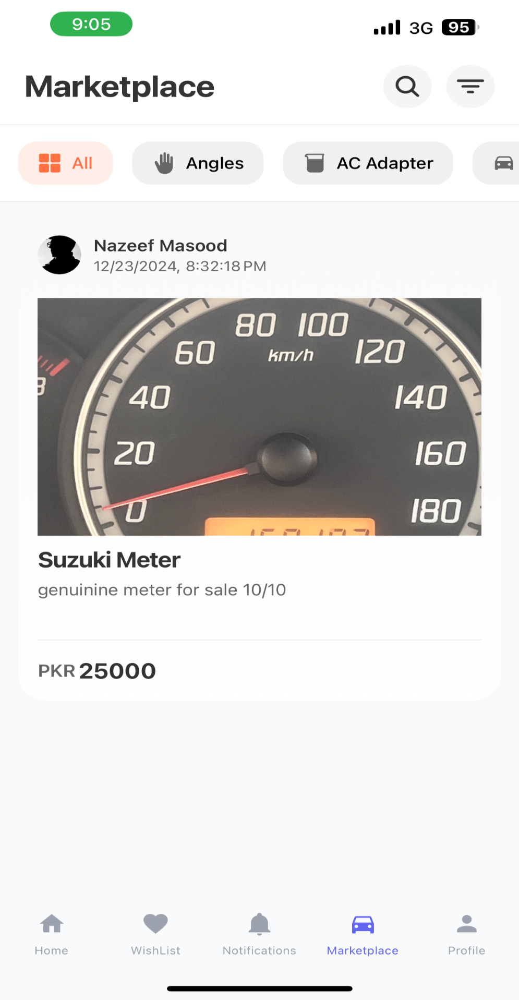 9:05
3G 95
Marketplace
All Angles AC Adapter
Nazeef Masood
12/23/2024, 8:32:18 PM
80 100
60 km/h 120
40 140
20 160
0 180
Suzuki Meter
genuinine meter for sale 10/10
PKR 25000
Home WishList Notifications Marketplace Profile